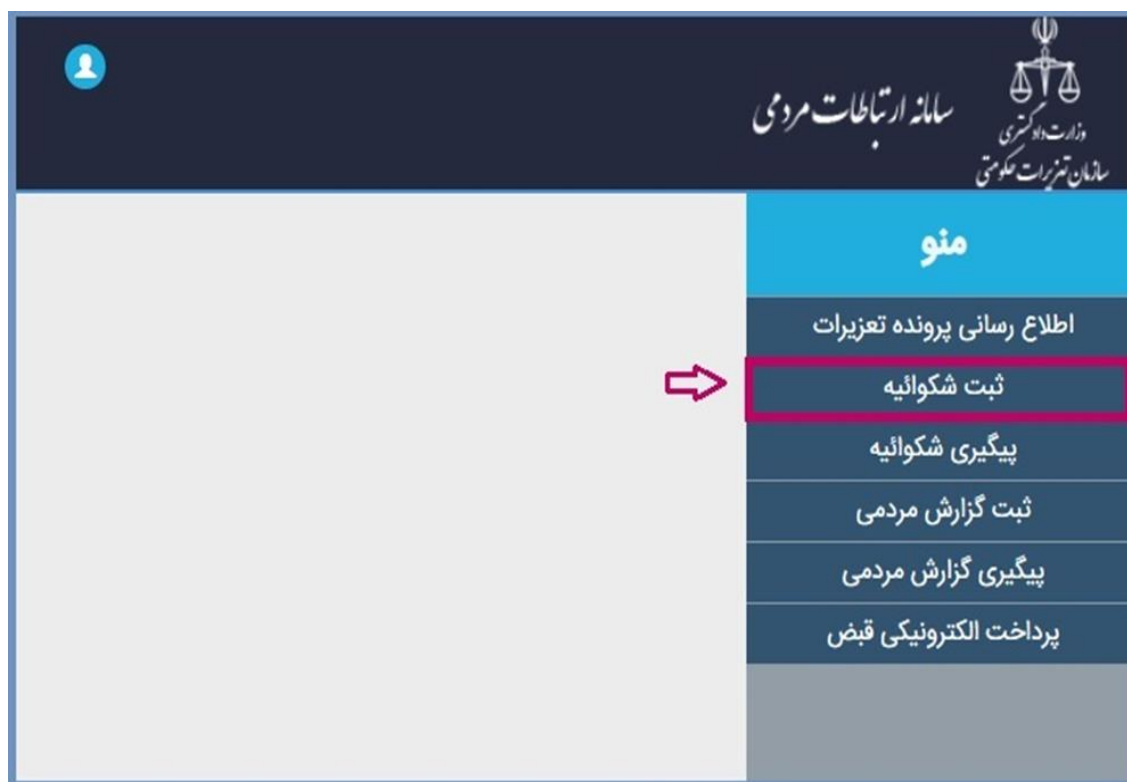 سامانه ارتباطات مردمی
وزارت دادگستری
سازمان تعزیرات حکومتی
منو
اطلاع رسانی پرونده تعزیرات
ثبت شکوائیه
پیگیری شکوائیه
ثبت گزارش مردمی
پیگیری گزارش مردمی
پرداخت الکترونیکی قبض